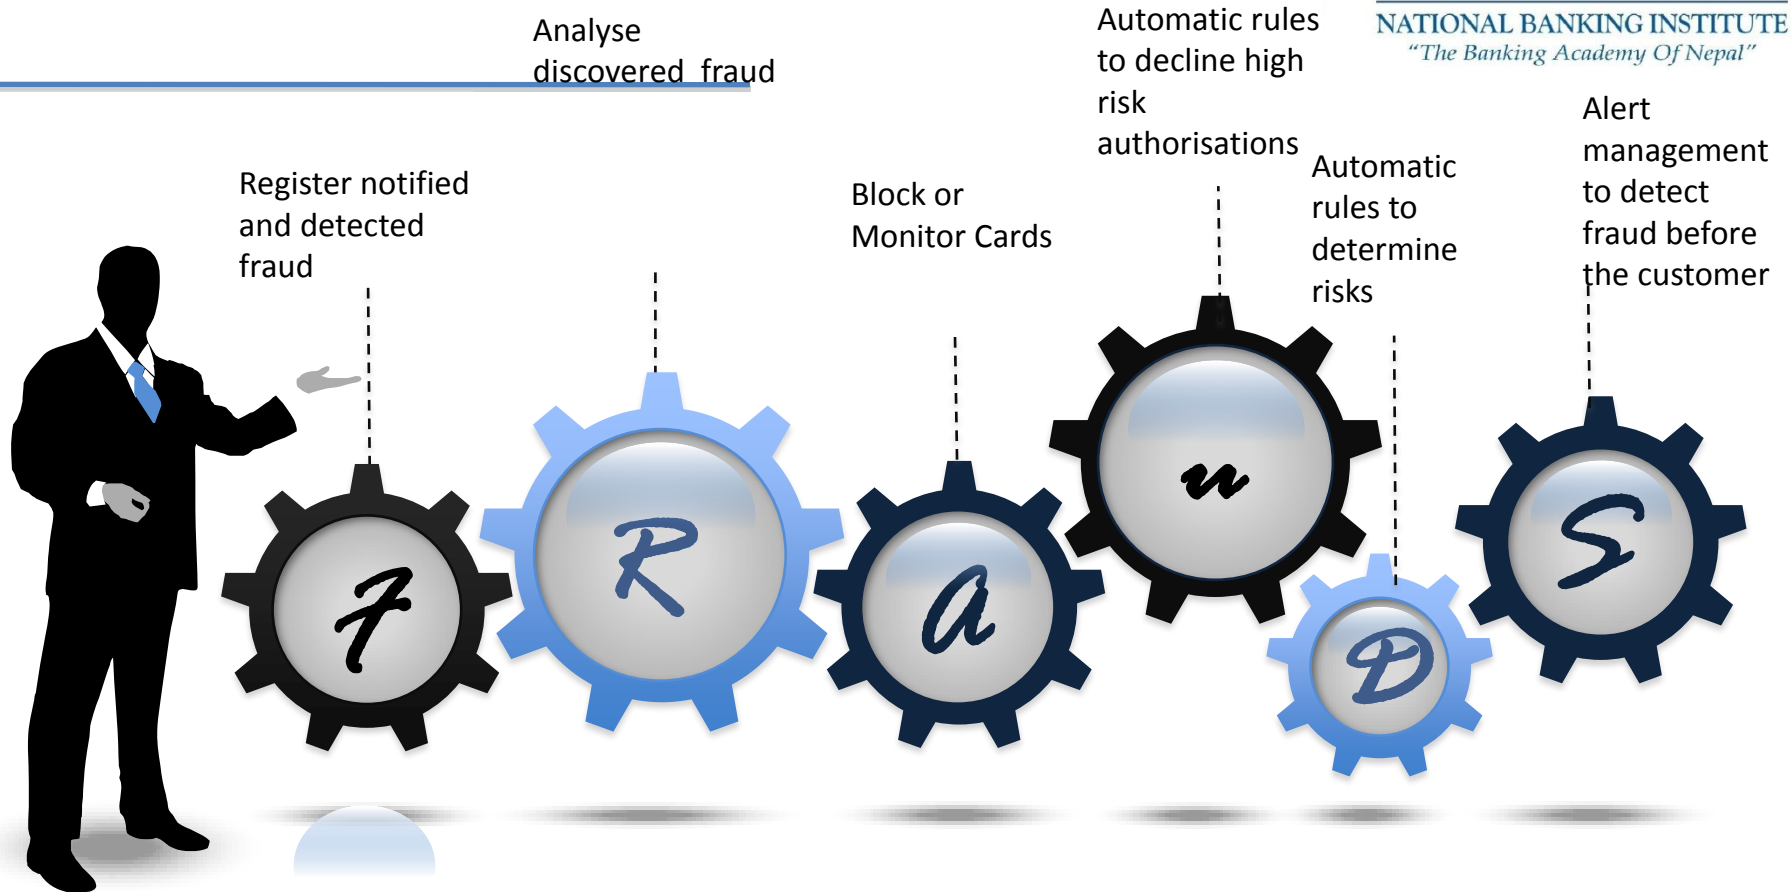 NATIONAL BANKING INSTITUTE
“The Banking Academy Of Nepal”
Register notified
and detected
fraud
Analyse
discovered fraud
Block or
Monitor Cards
Automatic rules
to decline high
risk
authorisations
Automatic
rules to
determine
risks
Alert
management
to detect
fraud before
the customer
F
R
A
u
D
S